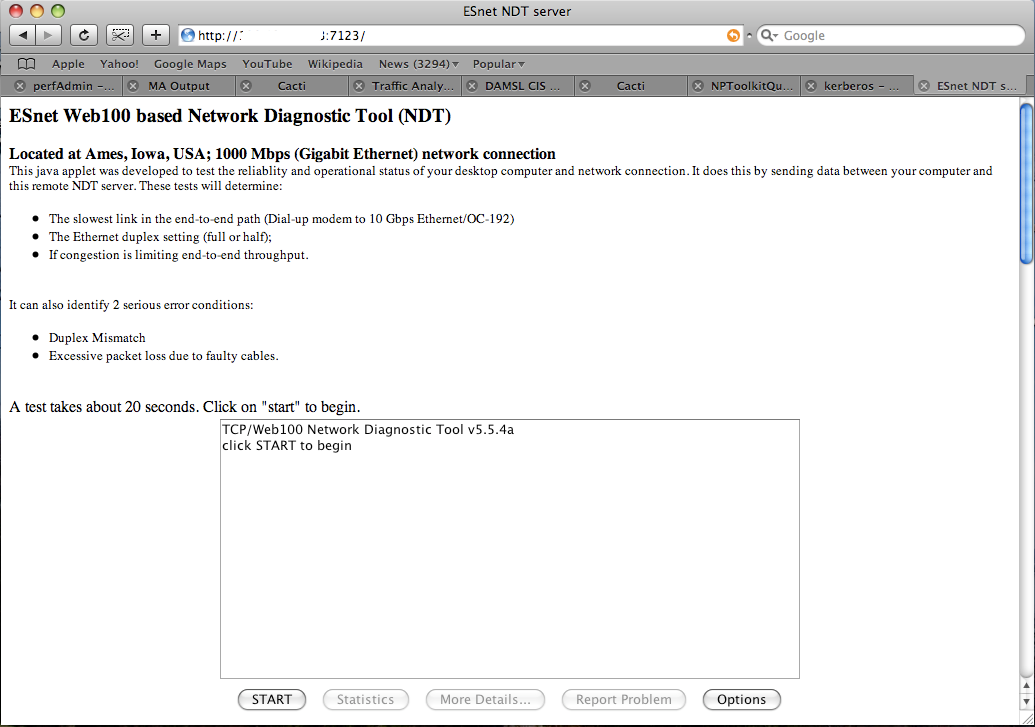 ESnet NDT server
http://: :7123/
Google
Apple Yahoo! Google Maps YouTube Wikipedia News (3294) Popular
perfAdmin –... MA Output Cacti Traffic Analy... DAMSL CIS ... Cacti NPToolkitQu... kerberos – ... ESnet NDT s...
ESnet Web100 based Network Diagnostic Tool (NDT)
Located at Ames, Iowa, USA; 1000 Mbps (Gigabit Ethernet) network connection
This java applet was developed to test the reliablity and operational status of your desktop computer and network connection. It does this by sending data between your computer and
this remote NDT server. These tests will determine:
The slowest link in the end-to-end path (Dial-up modem to 10 Gbps Ethernet/OC-192)
The Ethernet duplex setting (full or half);
If congestion is limiting end-to-end throughput.
It can also identify 2 serious error conditions:
Duplex Mismatch
Excessive packet loss due to faulty cables.
A test takes about 20 seconds. Click on "start" to begin.
TCP/Web100 Network Diagnostic Tool v5.5.4a
click START to begin
START Statistics More Details... Report Problem Options